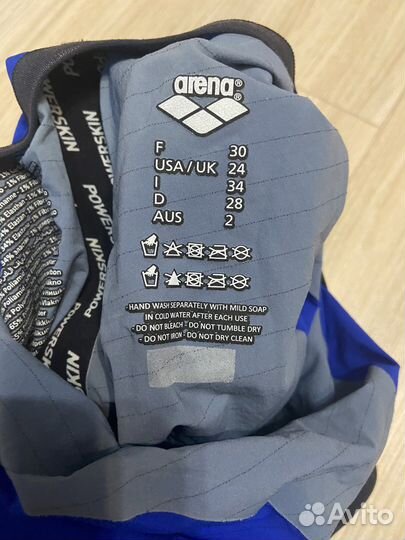 arena®
®
F 30
USA/UK 24
I 34
D 28
AUS 2
- HAND WASH SEPARATELY WITH MILD SOAP
IN COLD WATER AFTER EACH USE
- DO NOT BLEACH - DO NOT TUMBLE DRY
- DO NOT IRON - DO NOT DRY CLEAN
POWERSKIN
POWERSKIN
POWERSKIN
POWERSKIN
Avito